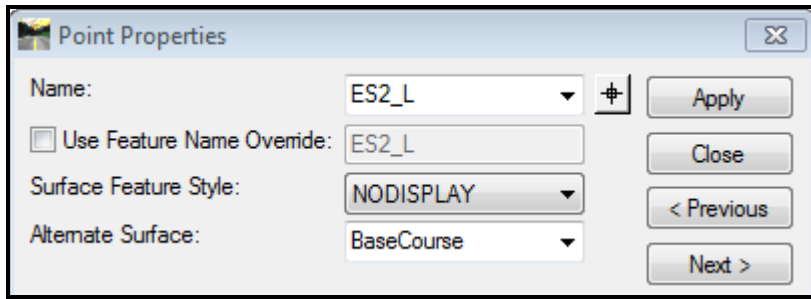 Point Properties
Name: ES2_L Apply
Use Feature Name Override: ES2_L Close
Surface Feature Style: NODISPLAY < Previous
Alternate Surface: BaseCourse Next >